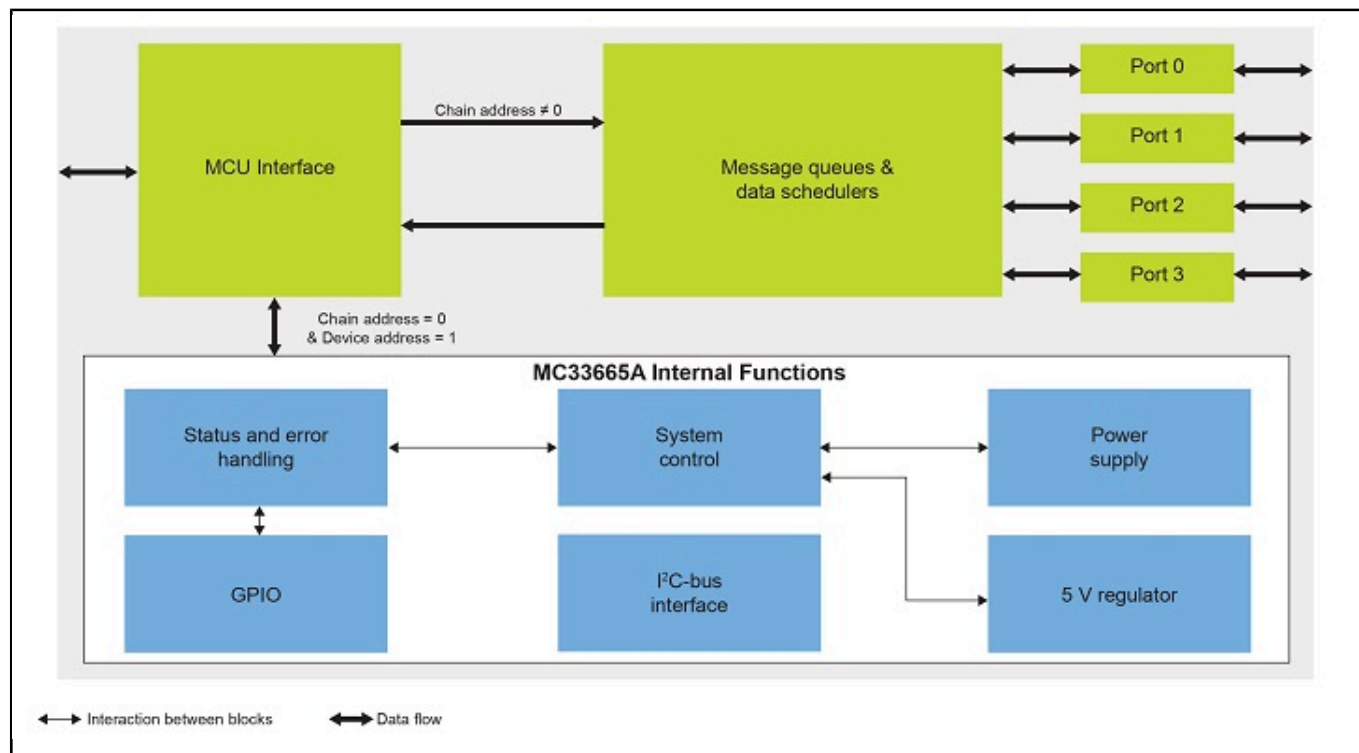 MCU Interface
Chain address ≠ 0
Message queues &
data schedulers
Port 0
Port 1
Port 2
Port 3
Chain address = 0
& Device address = 1
MC33665A Internal Functions
Status and error
handling
System
control
Power
supply
GPIO
I²C-bus
interface
5 V regulator
Interaction between blocks
Data flow